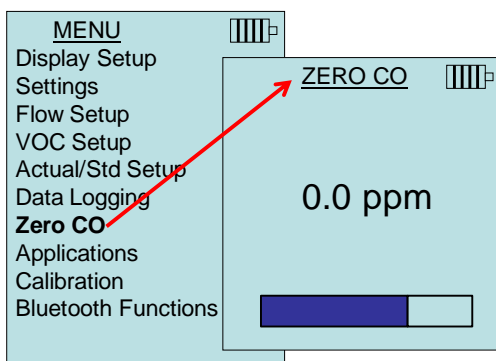 MENU
Display Setup
Settings
Flow Setup
VOC Setup
Actual/Std Setup
Data Logging
Zero CO
Applications
Calibration
Bluetooth Functions
ZERO CO
0.0 ppm